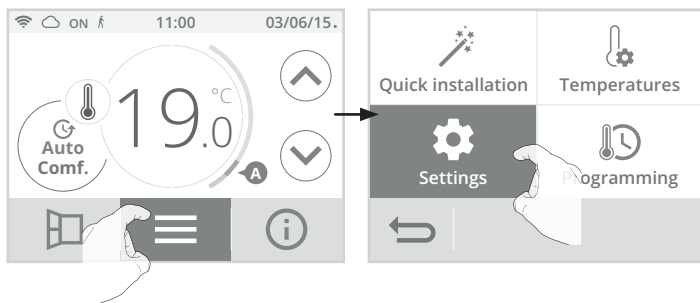 ON 11:00 03/06/15.
19.0 °C
Auto
Comf.
A
Quick installation
Temperatures
Settings
Programming